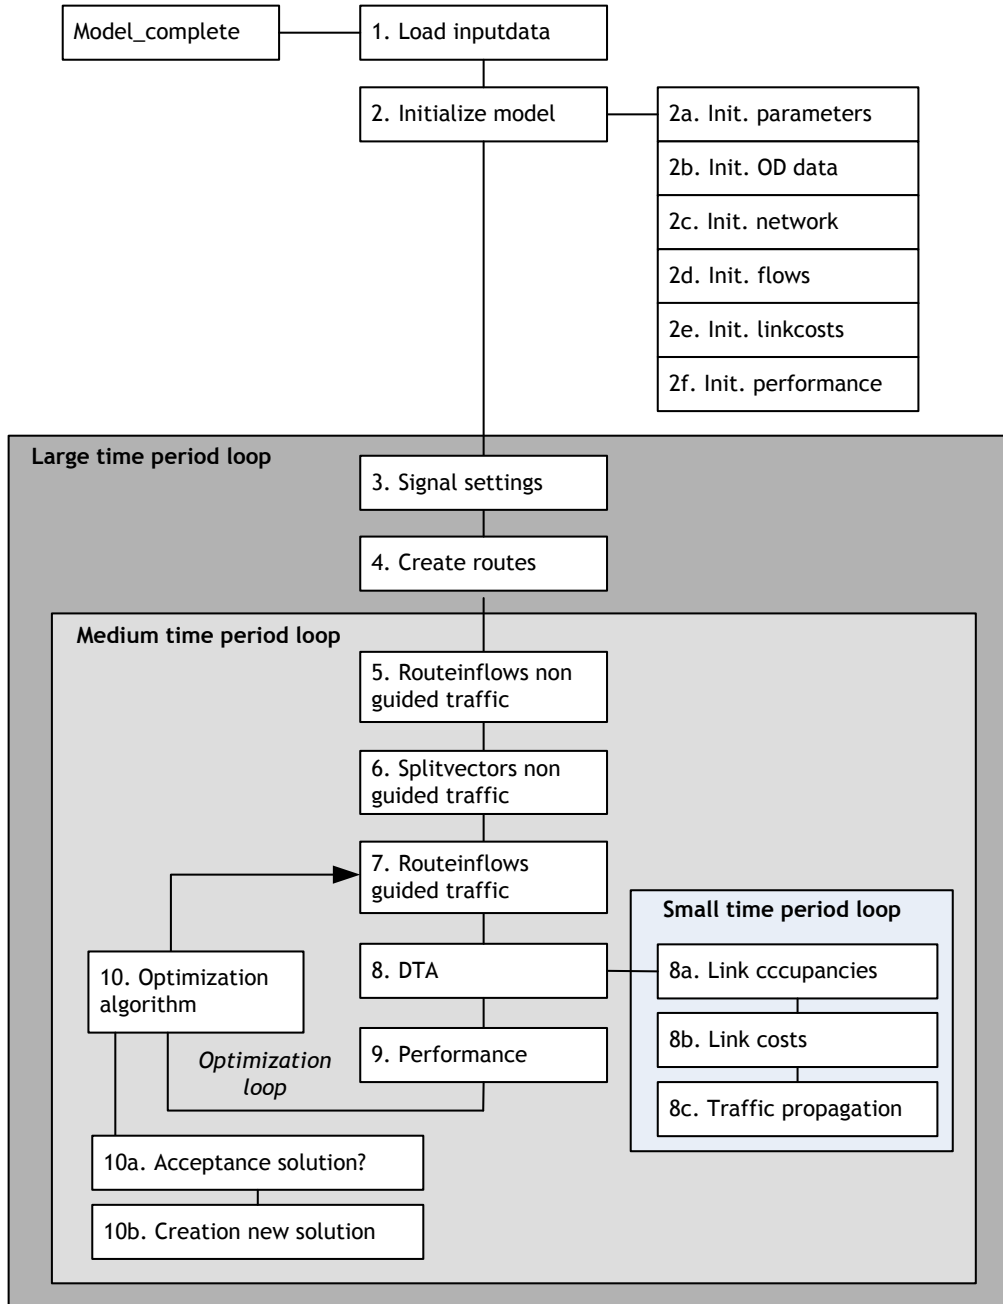 Model_complete
1. Load inputdata
2. Initialize model
2a. Init. parameters
2b. Init. OD data
2c. Init. network
2d. Init. flows
2e. Init. linkcosts
2f. Init. performance
Large time period loop
3. Signal settings
4. Create routes
Medium time period loop
5. Routeinflows non
guided traffic
6. Splitvectors non
guided traffic
7. Routeinflows
guided traffic
Small time period loop
8. DTA
8a. Link cccupancies
8b. Link costs
8c. Traffic propagation
9. Performance
10. Optimization
algorithm
Optimization
loop
10a. Acceptance solution?
10b. Creation new solution